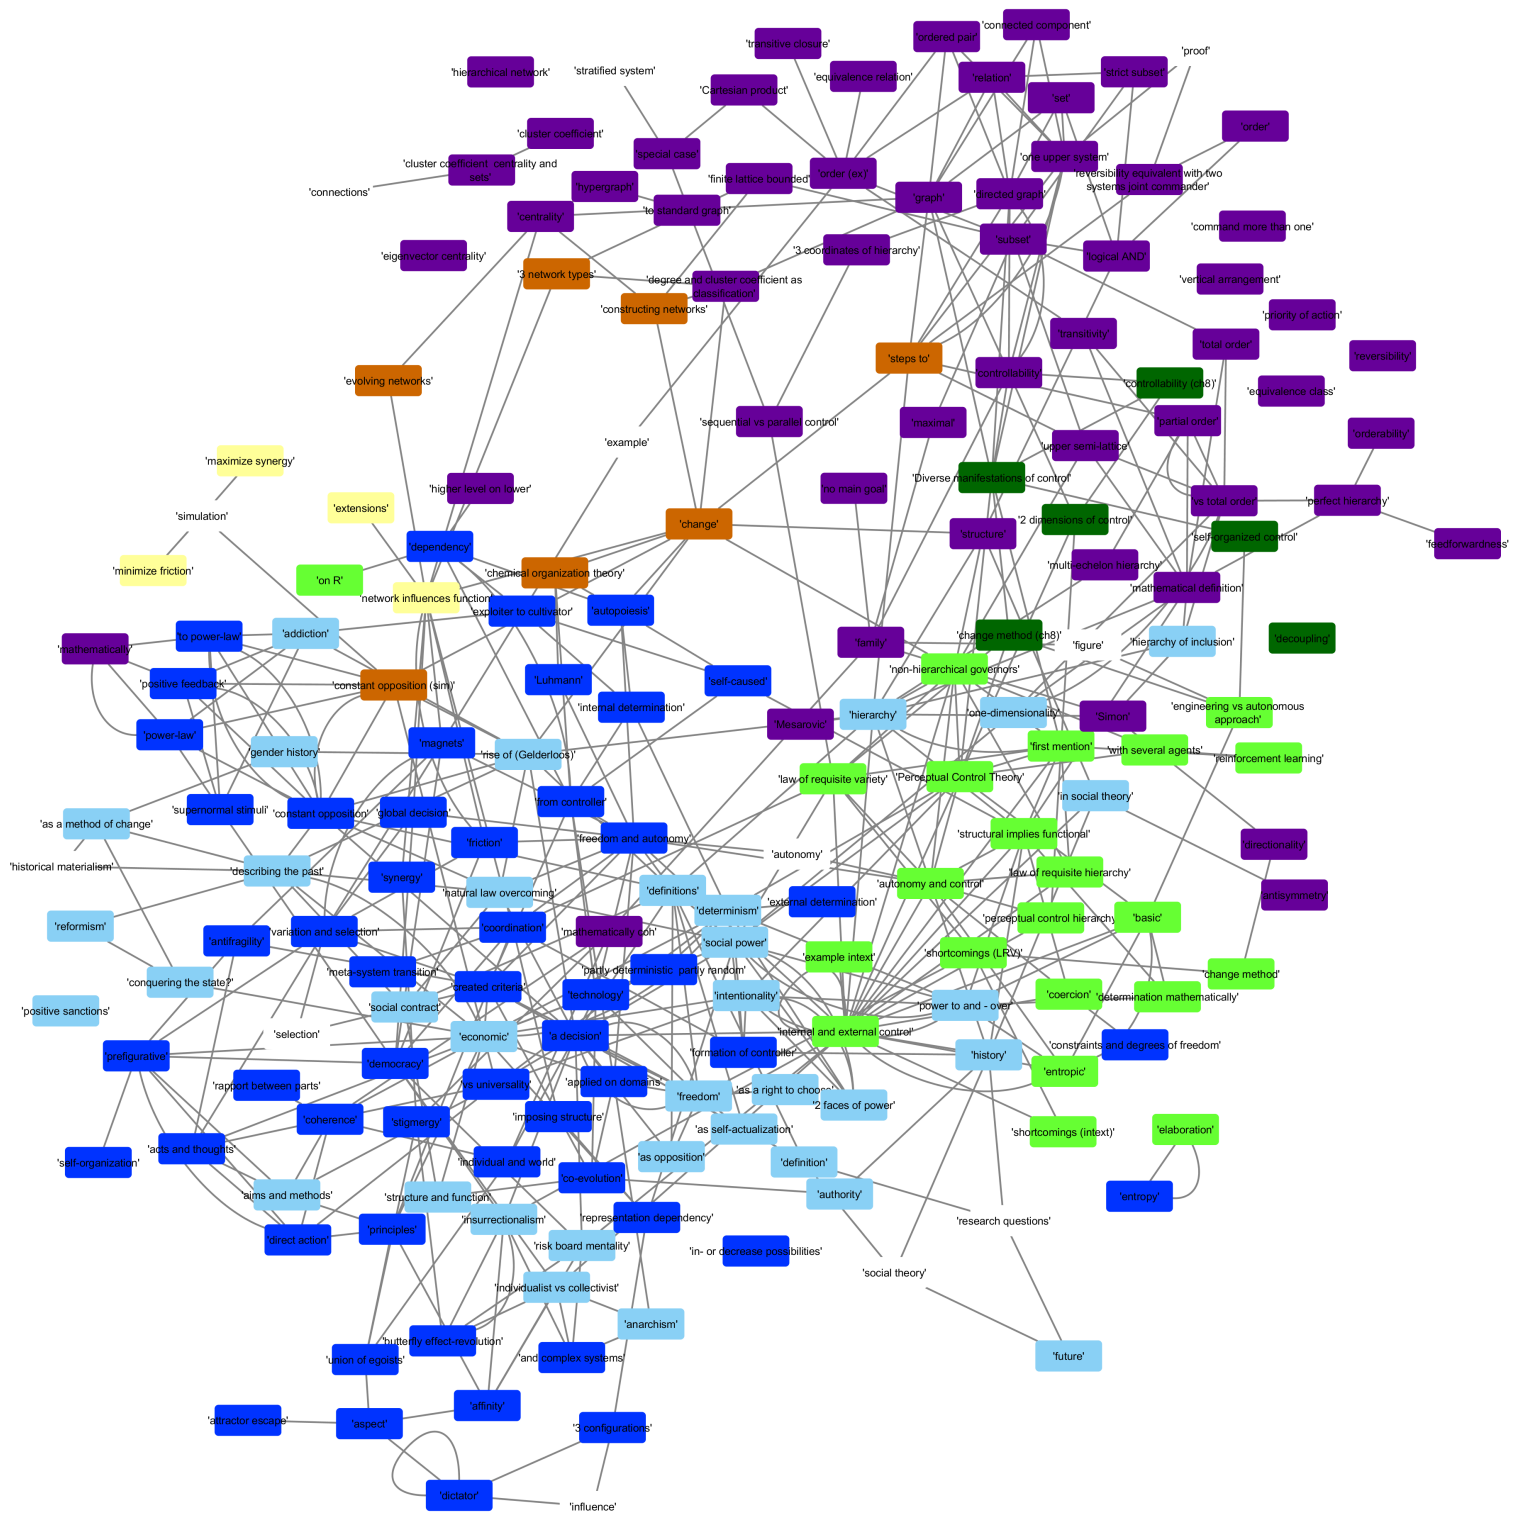 'connected component'
'ordered pair'
'transitive closure'
'proof'
'hierarchical network'
'stratified system'
'equivalence relation'
'relation'
'strict subset'
'Cartesian product'
'set'
'order'
'cluster coefficient'
'special case'
'one upper system'
'cluster coefficient  centrality and
sets'
'connections'
'hypergraph'
'finite lattice bounded'
'order (ex)'
'reversibility equivalent with two
systems joint commander'
'directed graph'
'graph'
'centrality'
'to standard graph'
'command more than one'
'subset'
'eigenvector centrality'
'3 coordinates of hierarchy'
'logical AND'
'3 network types'
'vertical arrangement'
'degree and cluster coefficient as
classification'
'constructing networks'
'priority of action'
'transitivity'
'total order'
'steps to'
'reversibility'
'controllability'
'evolving networks'
'controllability (ch8)'
'equivalence class'
'sequential vs parallel control'
'maximal'
'partial order'
'orderability'
'example'
'upper semi-lattice'
'maximize synergy'
'higher level on lower'
'no main goal'
'Diverse manifestations of control'
'vs total order'
'perfect hierarchy'
'extensions'
'simulation'
'change'
'2 dimensions of control'
'structure'
'self-organized control'
'feedforwardness'
'dependency'
'minimize friction'
'on R'
'chemical organization theory'
'multi-echelon hierarchy'
'mathematical definition'
'network influences function'
'exploiter to cultivator'
'autopoiesis'
'to power-law'
'addiction'
'mathematically'
'family'
'change method (ch8)'
'figure'
'hierarchy of inclusion'
'decoupling'
'non-hierarchical governors'
'positive feedback'
'constant opposition (sim)'
'Luhmann'
'self-caused'
'internal determination'
'Mesarovic'
'hierarchy'
'one-dimensionality'
'Simon'
'engineering vs autonomous
approach'
'power-law'
'magnets'
'gender history'
'rise of (Gelderloos)'
'first mention'
'with several agents'
'reinforcement learning'
'law of requisite variety'
'Perceptual Control Theory'
'in social theory'
'supernormal stimuli'
'constant opposition'
'global decision'
'from controller'
'as a method of change'
'friction'
'freedom and autonomy'
'structural implies functional'
'directionality'
'autonomy'
'historical materialism'
'describing the past'
'synergy'
'natural law overcoming'
'definitions'
'autonomy and control'
'law of requisite hierarchy'
'antisymmetry'
'external determination'
'determinism'
'reformism'
'variation and selection'
'coordination'
'mathematically coh'
'perceptual control hierarchy'
'basic'
'antifragility'
'social power'
'example intext'
'shortcomings (LRV)'
'meta-system transition'
'partly deterministic  partly random'
'change method'
'conquering the state?'
'created criteria'
'technology'
'intentionality'
'coercion'
'determination mathematically'
'positive sanctions'
'social contract'
'power to and - over'
'selection'
'economic'
'a decision'
'internal and external control'
'constraints and degrees of freedom'
'prefigurative'
'democracy'
'formation of controller'
'history'
'entropic'
'rapport between parts'
'vs universality'
'applied on domains'
'freedom'
'as a right to choose'
'2 faces of power'
'coherence'
'stigmergy'
'imposing structure'
'as self-actualization'
'shortcomings (intext)'
'elaboration'
'acts and thoughts'
'self-organization'
'individual and world'
'as opposition'
'definition'
'co-evolution'
'aims and methods'
'structure and function'
'authority'
'entropy'
'principles'
'insurrectionalism'
'representation dependency'
'research questions'
'direct action'
'risk board mentality'
'in- or decrease possibilities'
'social theory'
'individualist vs collectivist'
'anarchism'
'butterfly effect-revolution'
'union of egoists'
'and complex systems'
'future'
'affinity'
'attractor escape'
'aspect'
'3 configurations'
'dictator'
'influence'